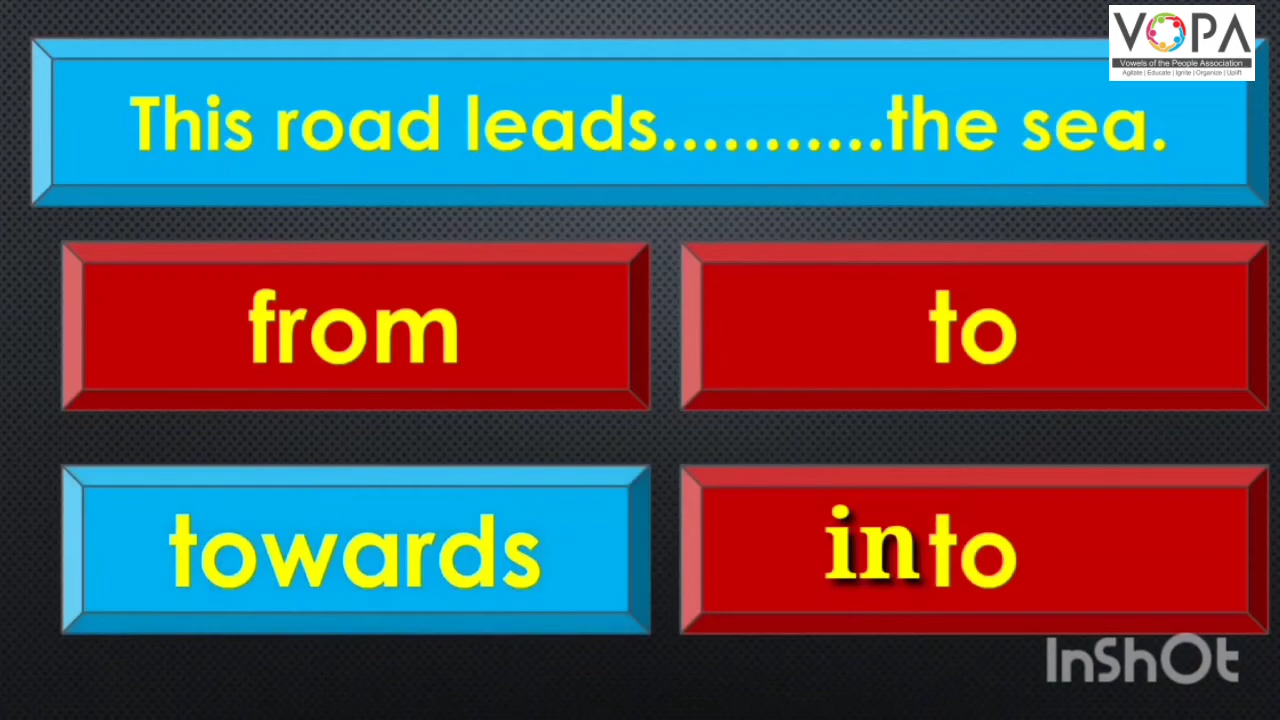 VOPA
Vowels of the People Association
Agitate | Educate | Ignite | Organize | Uplift
This road leads...........the sea.
from
to
towards
into
InShOt